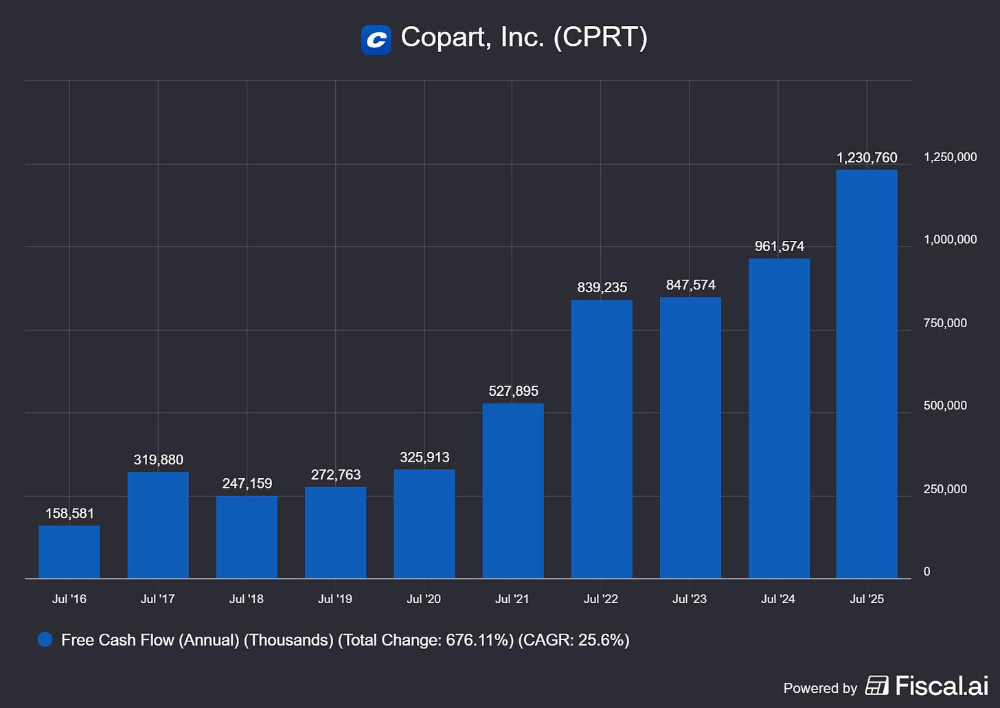 Copart, Inc. (CPRT)
1,250,000
1,000,000
750,000
500,000
250,000
0
158,581
319,880
247,159
272,763
325,913
527,895
839,235
847,574
961,574
1,230,760
Jul '16
Jul '17
Jul '18
Jul '19
Jul '20
Jul '21
Jul '22
Jul '23
Jul '24
Jul '25
Free Cash Flow (Annual) (Thousands) (Total Change: 676.11%) (CAGR: 25.6%)
Powered by Fiscal.ai